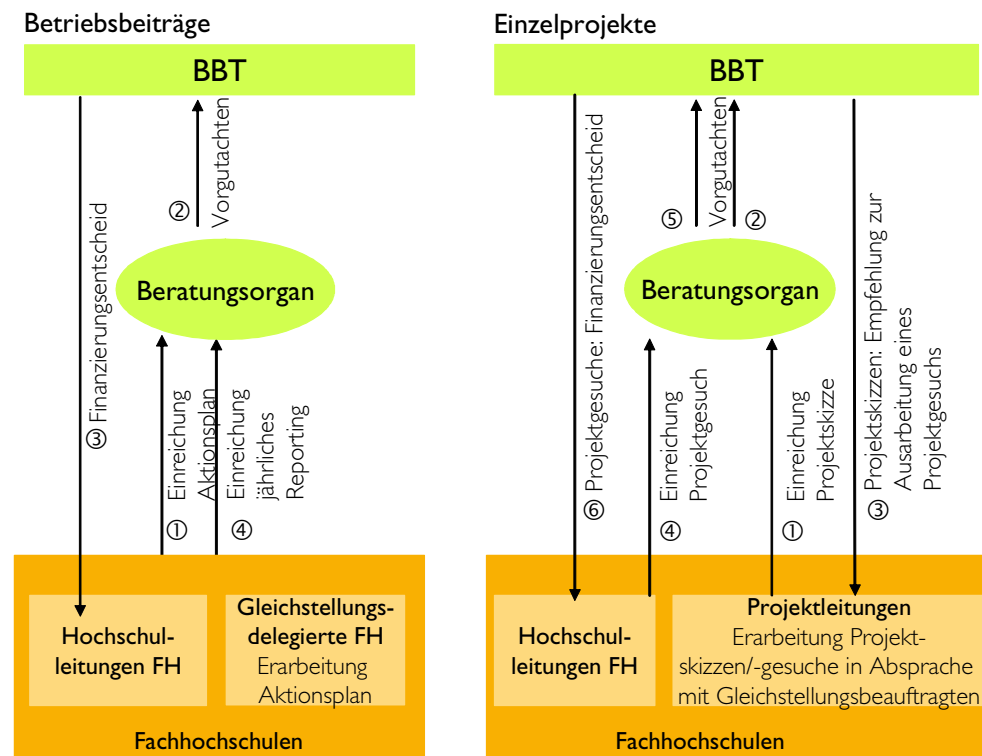 Betriebsbeiträge
BBT
③ Finanzierungsentscheid
②
Vorgutachten
Beratungsorgan
①
Einreichung
Aktionsplan
④
Einreichung
jährliches
Reporting
Hochschul-
leitungen FH
Gleichstellungs-
delegierte FH
Erarbeitung
Aktionsplan
Fachhochschulen
Einzelprojekte
BBT
⑥ Projektgesuche: Finanzierungsentscheid
⑤
Vorgutachten
②
Beratungsorgan
④
Einreichung
Projektgesuch
①
Einreichung
Projektskizze
③ Projektskizzen: Empfehlung zur
Ausarbeitung eines
Projektgesuchs
Hochschul-
leitungen FH
Projektleitungen
Erarbeitung Projekt-
skizzen/-gesuche in Absprache
mit Gleichstellungsbeauftragten
Fachhochschulen